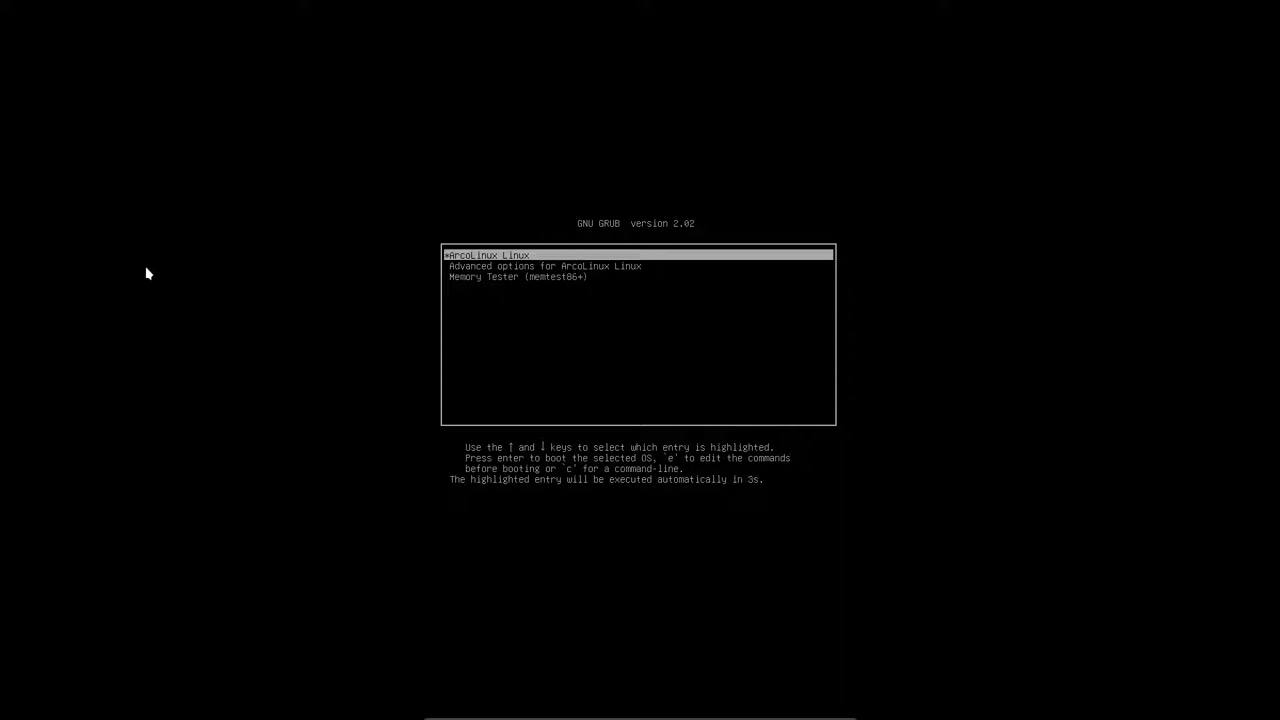 GNU GRUB  version 2.02
*ArcoLinux Linux
Advanced options for ArcoLinux Linux
Memory Tester (memtest86+)
Use the ↑ and ↓ keys to select which entry is highlighted.
Press enter to boot the selected OS, `e' to edit the commands
before booting or `c' for a command-line.
The highlighted entry will be executed automatically in 3s.